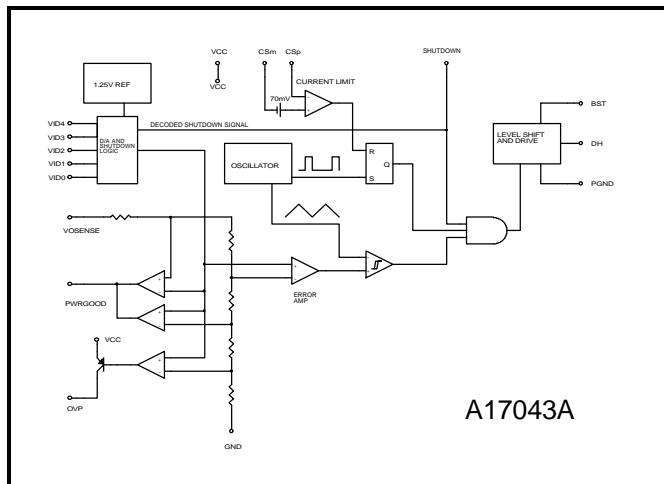 VCC
CSm
CSp
SHUTDOWN
1.25V REF
VCC
CURRENT LIMIT
70mV
-
+
BST
VID4
DECODED SHUTDOWN SIGNAL
VID3
D/A AND
SHUTDOWN
LOGIC
VID2
VID1
VID0
LEVEL SHIFT
AND DRIVE
DH
OSCILLATOR
R
Q
S
PGND
VOSENSE
+
-
ERROR
AMP
-
+
PWRGOOD
VCC
OVP
GND
A17043A